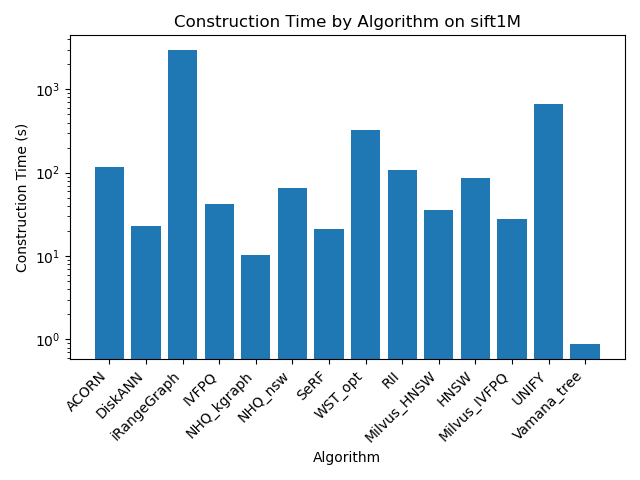 Construction Time by Algorithm on sift1M
Construction Time (s)
10³
10²
10¹
10⁰
ACORN
DiskANN
iRangeGraph
IVFPQ
NHQ_kgraph
NHQ_nsw
SeRF
WST_opt
RII
Milvus_HNSW
HNSW
Milvus_IVFPQ
UNIFY
Vamana_tree
Algorithm